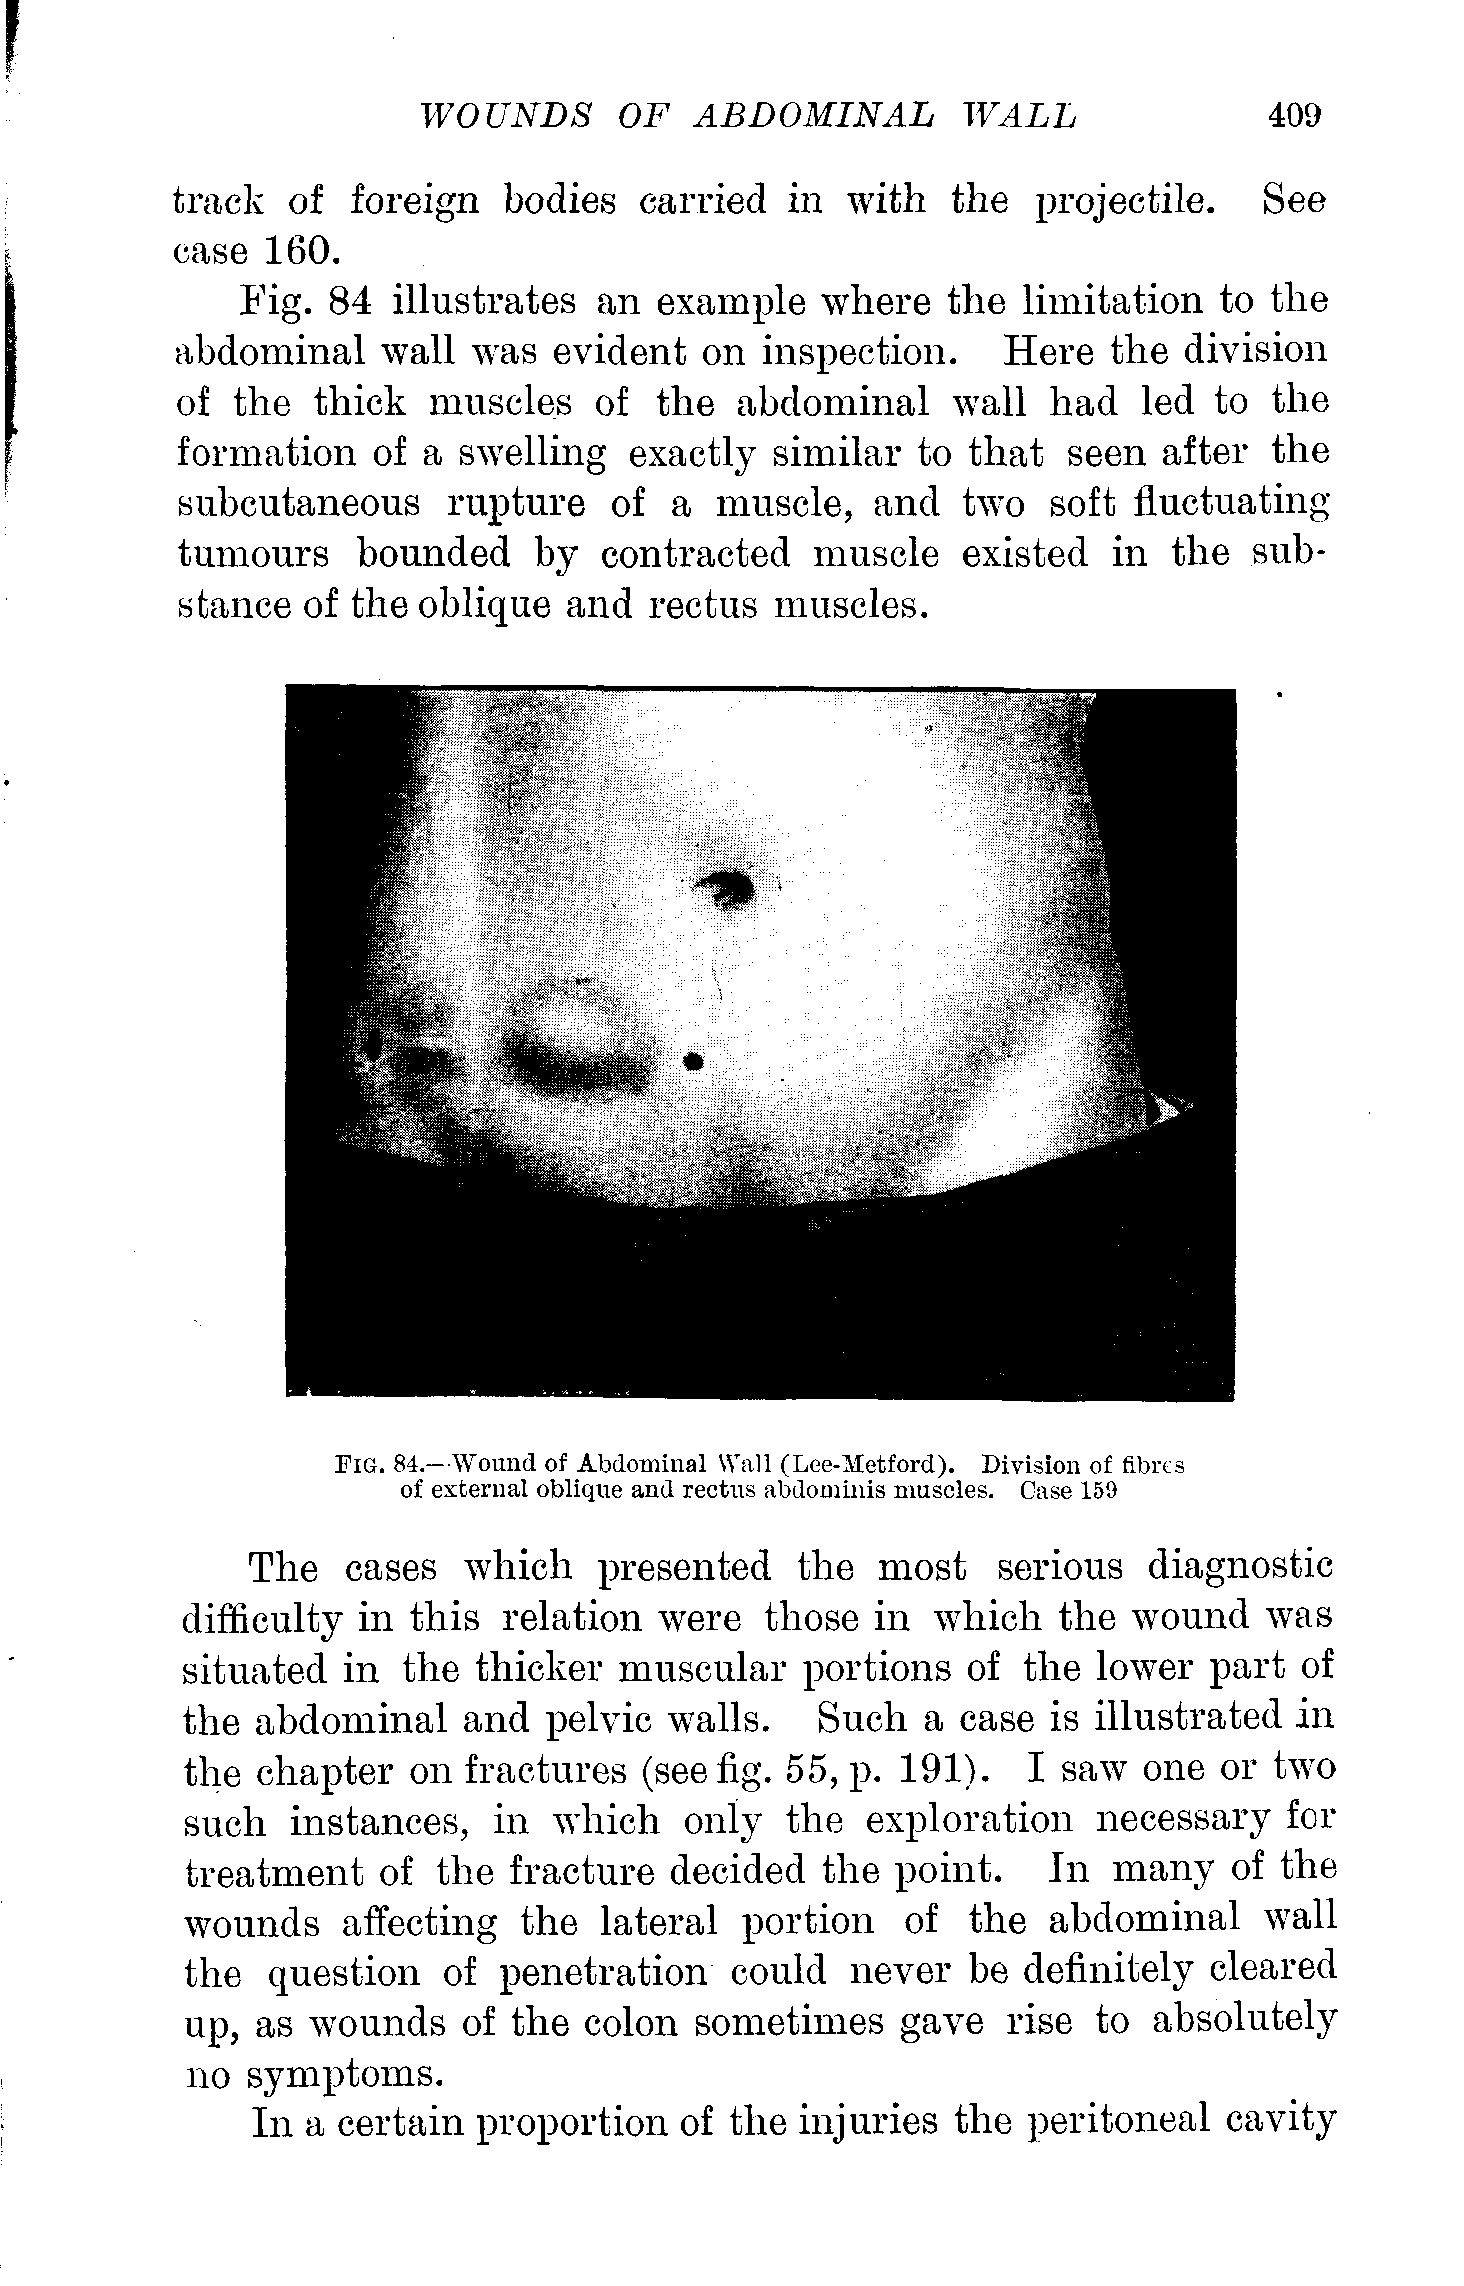 WOUNDS OF ABDOMINAL WALL 409
track of foreign bodies carried in with the projectile. See
case 160.
Fig. 84 illustrates an example where the limitation to the
abdominal wall was evident on inspection. Here the division
of the thick muscles of the abdominal wall had led to the
formation of a swelling exactly similar to that seen after the
subcutaneous rupture of a muscle, and two soft fluctuating
tumours bounded by contracted muscle existed in the sub-
stance of the oblique and rectus muscles.
FIG. 84.—Wound of Abdominal Wall (Lee-Metford). Division of fibres
of external oblique and rectus abdominis muscles. Case 159
The cases which presented the most serious diagnostic
difficulty in this relation were those in which the wound was
situated in the thicker muscular portions of the lower part of
the abdominal and pelvic walls. Such a case is illustrated in
the chapter on fractures (see fig. 55, p. 191). I saw one or two
such instances, in which only the exploration necessary for
treatment of the fracture decided the point. In many of the
wounds affecting the lateral portion of the abdominal wall
the question of penetration could never be definitely cleared
up, as wounds of the colon sometimes gave rise to absolutely
no symptoms.
In a certain proportion of the injuries the peritoneal cavity